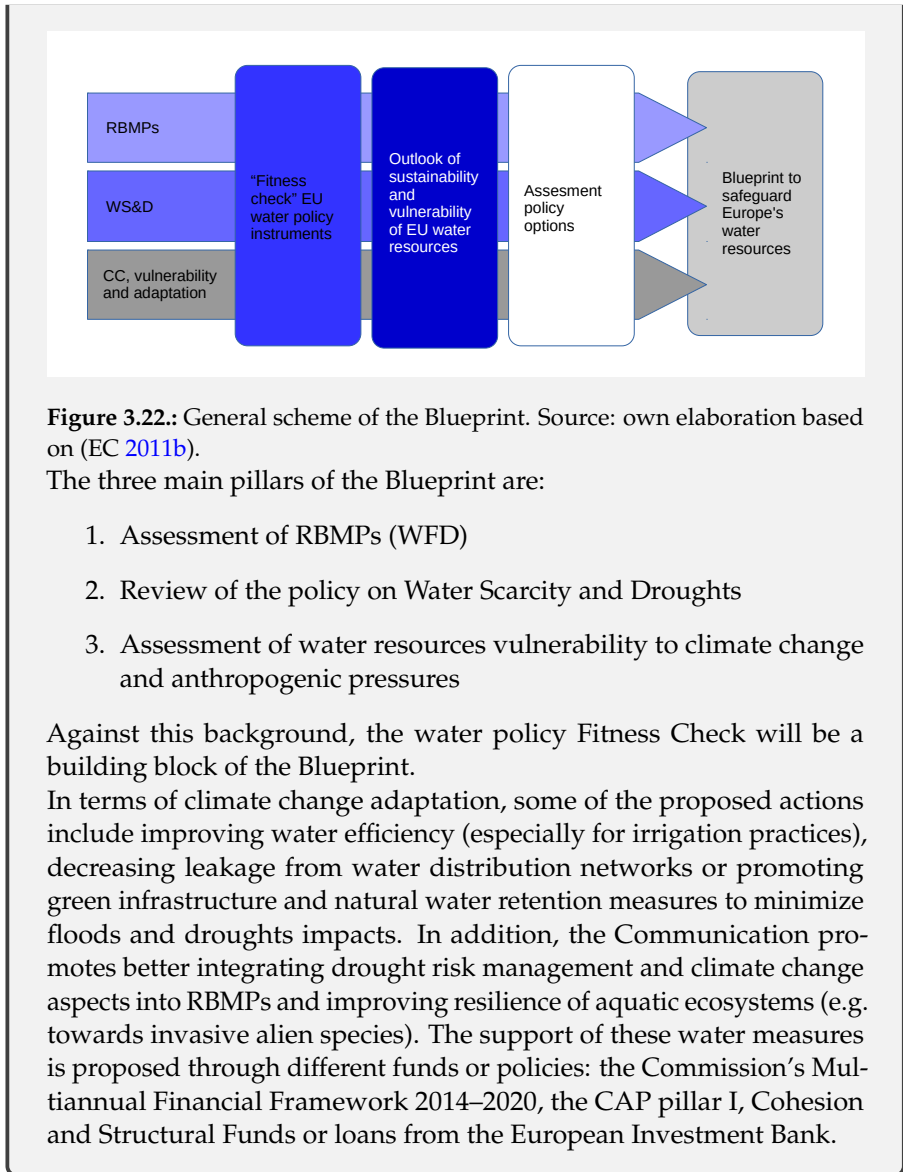 RBMPs
WS&D
CC, vulnerability
and adaptation
“Fitness
check” EU
water policy
instruments
Outlook of
sustainability
and
vulnerability
of EU water
resources
Assesment
policy
options
Blueprint to
safeguard
Europe's
water
resources
Figure 3.22.: General scheme of the Blueprint. Source: own elaboration based
on (EC 2011b).
The three main pillars of the Blueprint are:
1. Assessment of RBMPs (WFD)
2. Review of the policy on Water Scarcity and Droughts
3. Assessment of water resources vulnerability to climate change
and anthropogenic pressures
Against this background, the water policy Fitness Check will be a
building block of the Blueprint.
In terms of climate change adaptation, some of the proposed actions
include improving water efficiency (especially for irrigation practices),
decreasing leakage from water distribution networks or promoting
green infrastructure and natural water retention measures to minimize
floods and droughts impacts. In addition, the Communication pro-
motes better integrating drought risk management and climate change
aspects into RBMPs and improving resilience of aquatic ecosystems (e.g.
towards invasive alien species). The support of these water measures
is proposed through different funds or policies: the Commission’s Mul-
tiannual Financial Framework 2014–2020, the CAP pillar I, Cohesion
and Structural Funds or loans from the European Investment Bank.